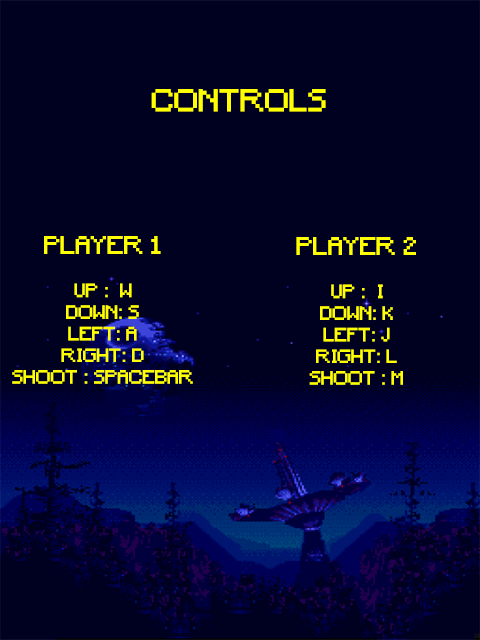 CONTROLS
PLAYER 1
UP : W
DOWN: S
LEFT: A
RIGHT: D
SHOOT : SPACEBAR
PLAYER 2
UP : I
DOWN: K
LEFT: J
RIGHT: L
SHOOT : M